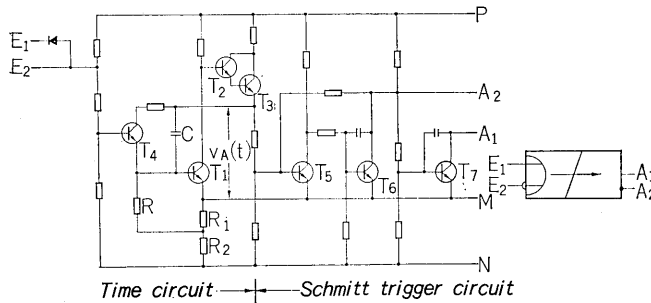 P
E₁
E₂
T₂
T₃
A₂
T₄
C
V_A(t)
T₁
T₅
T₆
A₁
T₇
M
R
R₁
R₂
N
E₁
E₂
A₁
A₂
Time circuit
Schmitt trigger circuit